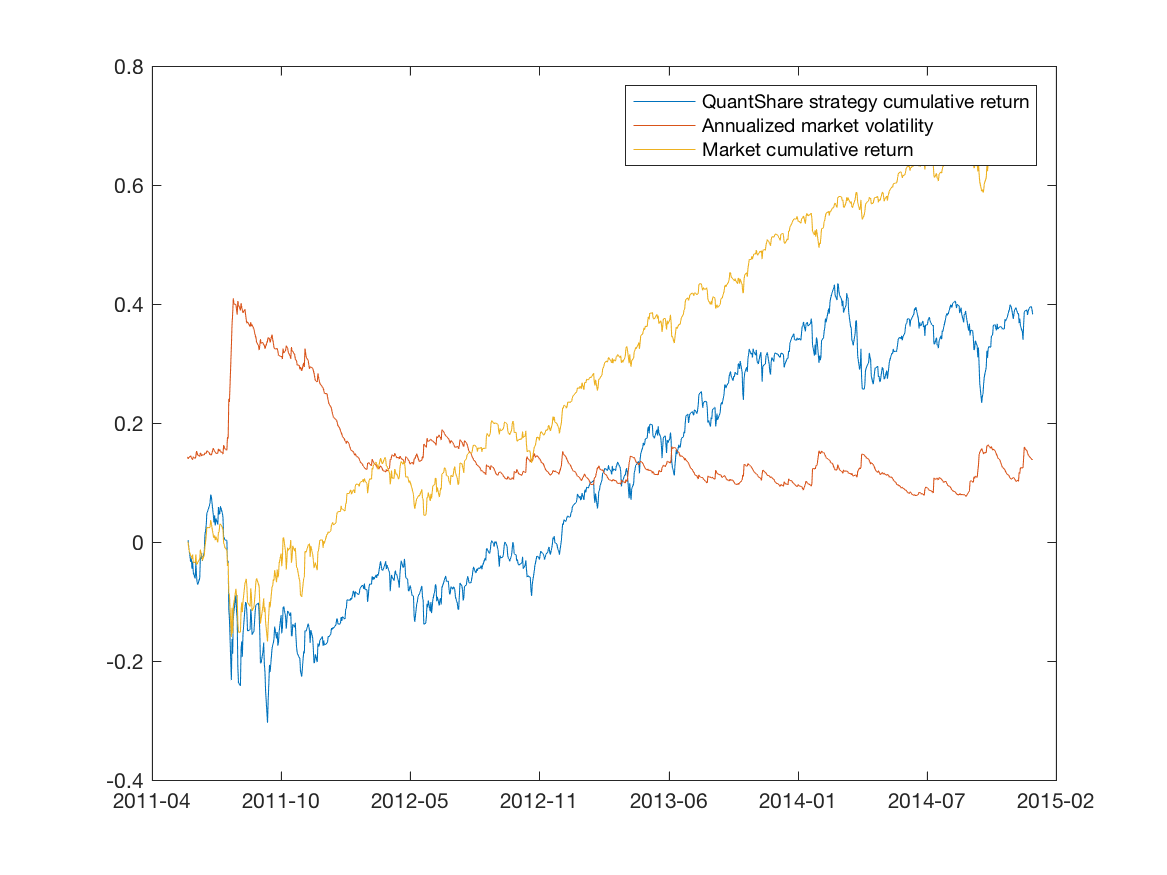 0.8
QuantShare strategy cumulative return
Annualized market volatility
Market cumulative return
0.6
0.4
0.2
0
-0.2
-0.4
2011-04 2011-10 2012-05 2012-11 2013-06 2014-01 2014-07 2015-02